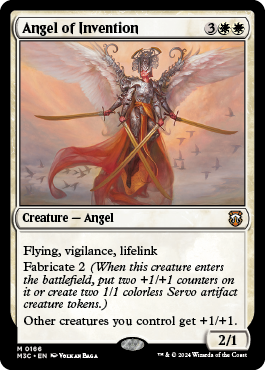 Angel of Invention 3
Creature — Angel
Flying, vigilance, lifelink
Fabricate 2 (When this creature enters
the battlefield, put two +1/+1 counters on
it or create two 1/1 colorless Servo artifact
creature tokens.)
Other creatures you control get +1/+1.
2/1
M 0166
M3C • EN Volkan Baga
™ & © 2024 Wizards of the Coast